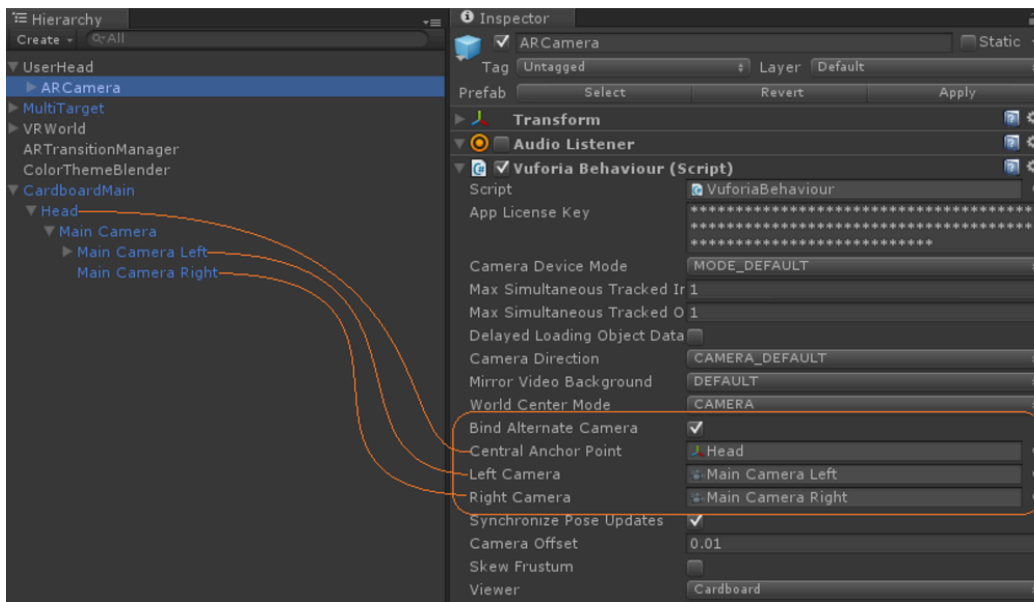 Hierarchy
Create
All
UserHead
ARCamera
MultiTarget
VRWorld
ARTransitionManager
ColorThemeBlender
CardboardMain
Head
Main Camera
Main Camera Left
Main Camera Right
Inspector
ARCamera Static
Tag Untagged Layer Default
Prefab Select Revert Apply
Transform
Audio Listener
Vuforia Behaviour (Script)
Script VuforiaBehaviour
App License Key ****************************************
****************************************
****************************
Camera Device Mode MODE_DEFAULT
Max Simultaneous Tracked Ir 1
Max Simultaneous Tracked O 1
Delayed Loading Object Data
Camera Direction CAMERA_DEFAULT
Mirror Video Background DEFAULT
World Center Mode CAMERA
Bind Alternate Camera
Central Anchor Point Head
Left Camera Main Camera Left
Right Camera Main Camera Right
Synchronize Pose Updates
Camera Offset 0.01
Skew Frustum
Viewer Cardboard